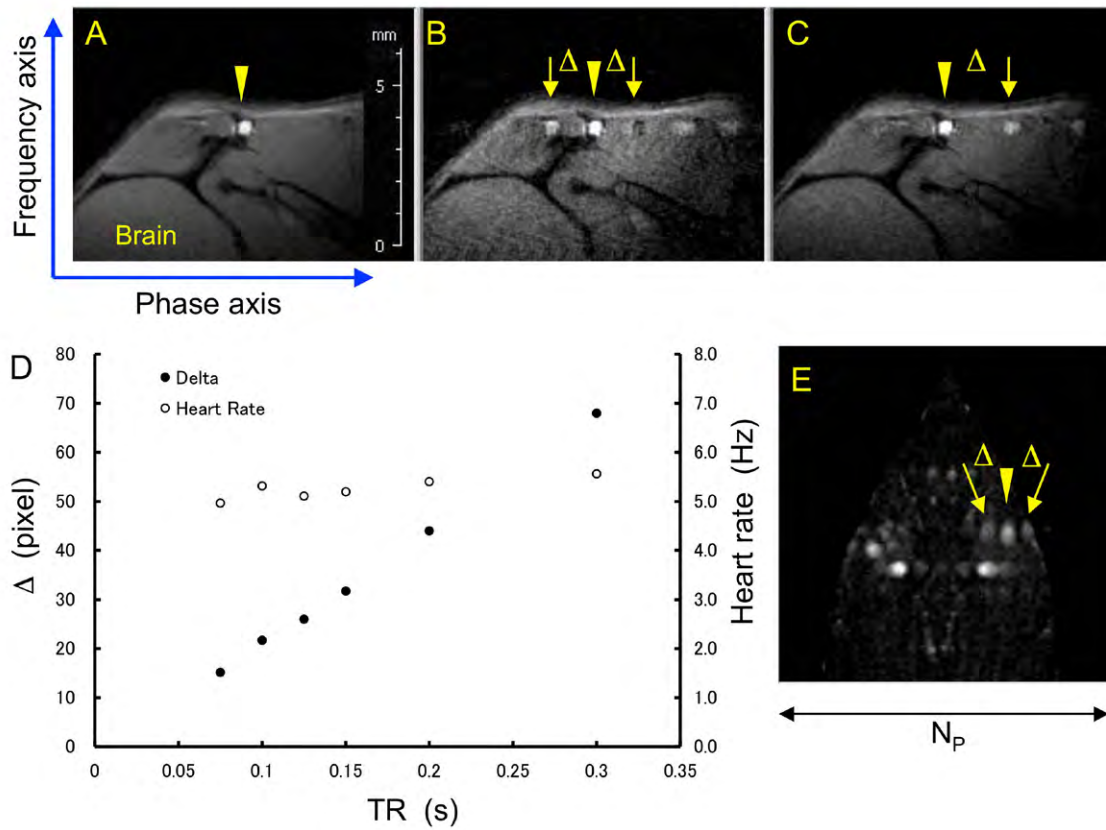 Frequency axis
A
mm
5
0
Brain
Phase axis
B
Δ Δ
C
Δ
D
Δ (pixel)
80
70
60
50
40
30
20
10
0
Delta
Heart Rate
8.0
7.0
6.0
5.0
4.0
3.0
2.0
1.0
0.0
Heart rate (Hz)
0 0.05 0.1 0.15 0.2 0.25 0.3 0.35
TR (s)
E
Δ Δ
NP